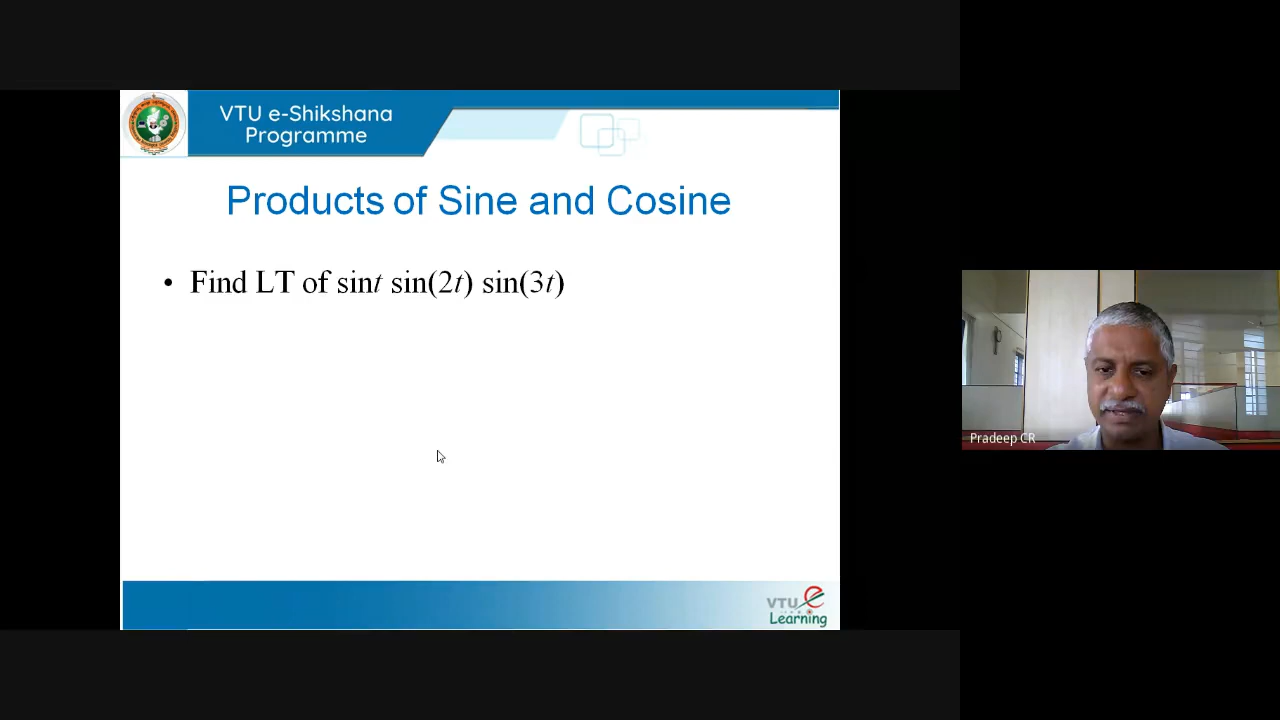 VTU e-Shikshana
Programme
Products of Sine and Cosine
• Find LT of sint sin(2t) sin(3t)
Pradeep CR
VTU e
Learning